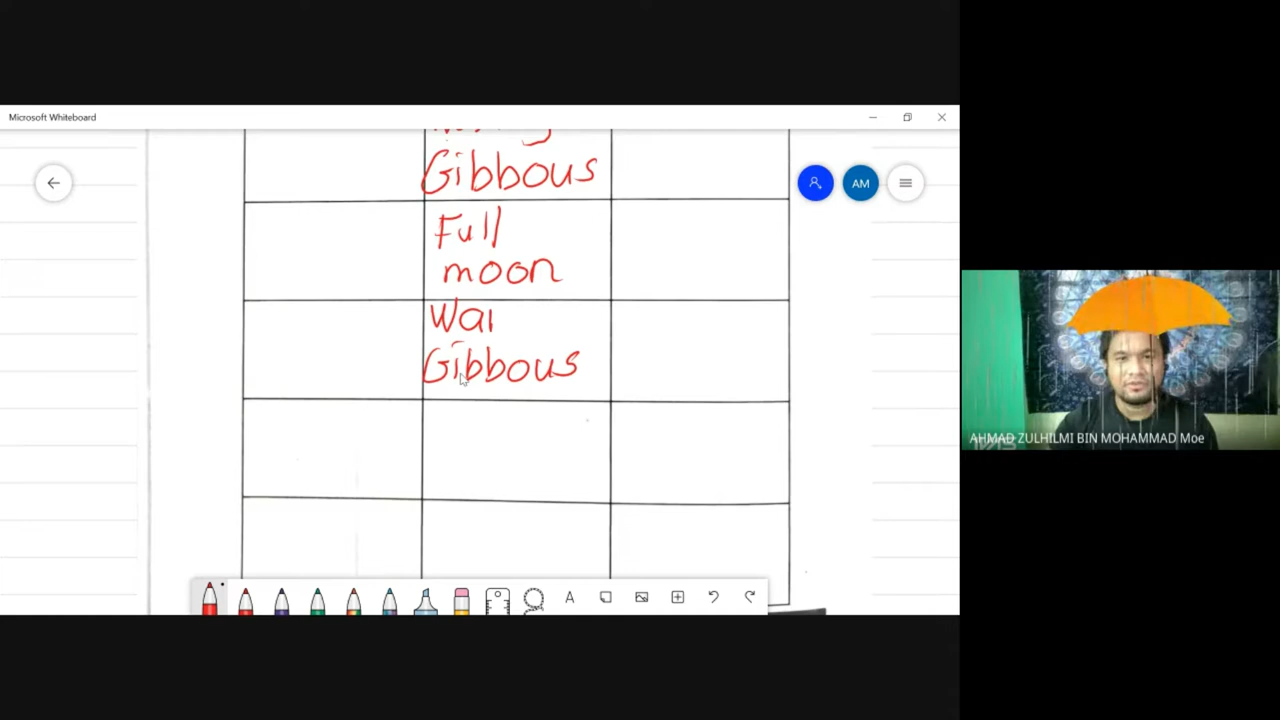 Microsoft Whiteboard
Gibbous
AM
Full
moon
Wai
Gibbous
AHMAD ZULHILMI BIN MOHAMMAD Moe
A